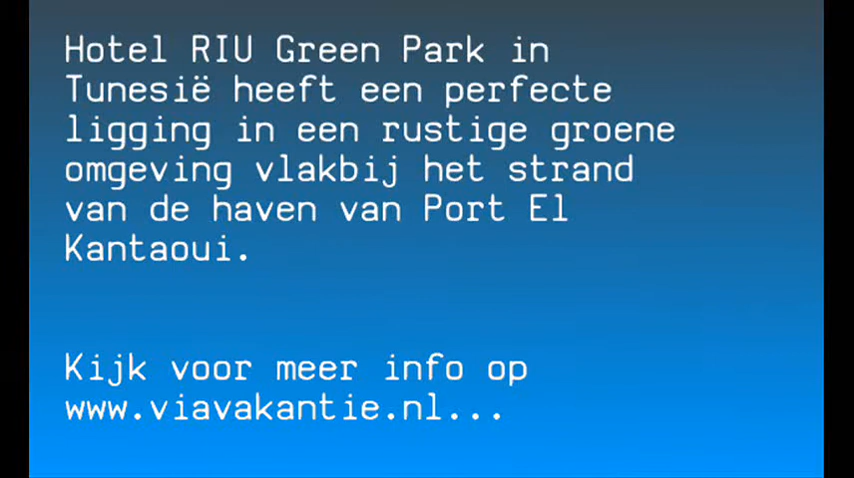 Hotel RIU Green Park in
Tunesië heeft een perfecte
ligging in een rustige groene
omgeving vlakbij het strand
van de haven van Port El
Kantaoui.
Kijk voor meer info op
www.viavakantie.nl...